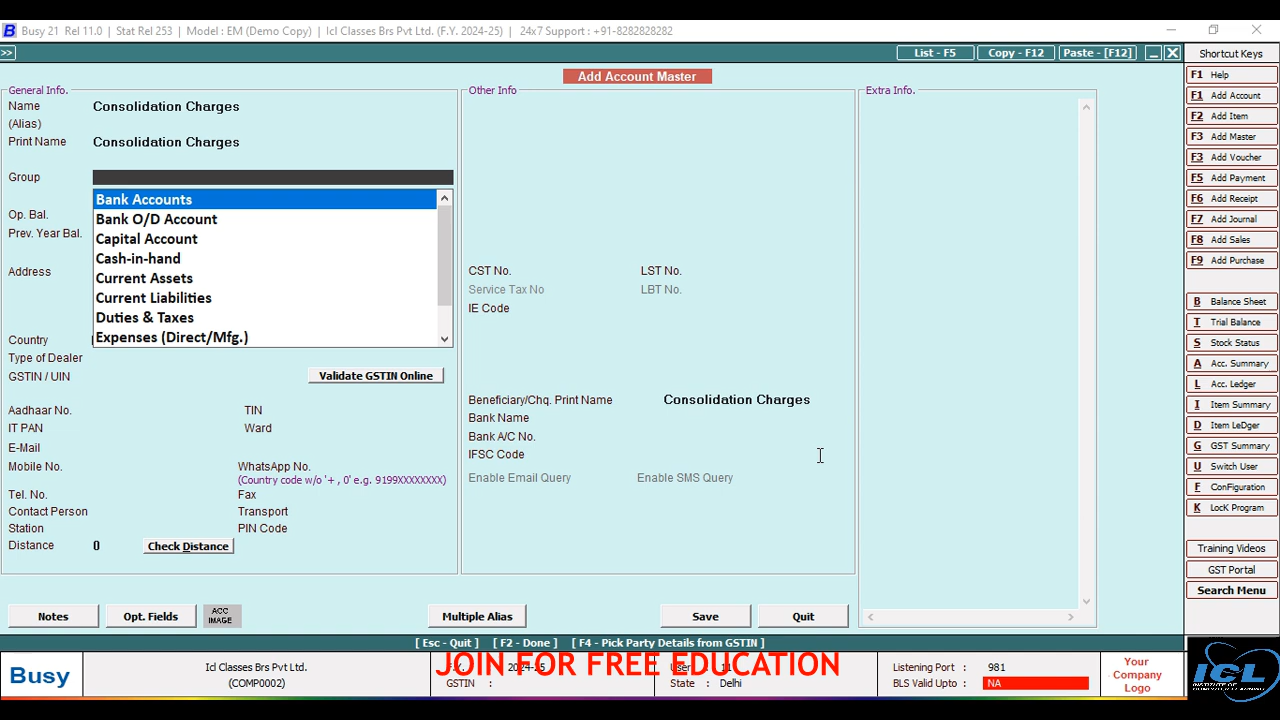 Busy 21 Rel 11.0 | Stat Rel 253 | Model : EM (Demo Copy) | Icl Classes Brs Pvt Ltd. (F.Y. 2024-25) | 24x7 Support : +91-8282828282
>> List - F5 Copy - F12 Paste - [F12]
Shortcut Keys
Add Account Master
General Info.
Name Consolidation Charges
(Alias)
Print Name Consolidation Charges
Group
Bank Accounts
Bank O/D Account
Capital Account
Cash-in-hand
Current Assets
Current Liabilities
Duties & Taxes
Expenses (Direct/Mfg.)
Op. Bal.
Prev. Year Bal.
Address
Country
Type of Dealer
GSTIN / UIN Validate GSTIN Online
Aadhaar No. TIN
IT PAN Ward
E-Mail
Mobile No. WhatsApp No.
(Country code w/o '+ , 0' e.g. 9199XXXXXXXX)
Tel. No. Fax
Contact Person Transport
Station PIN Code
Distance 0 Check Distance
Other Info
CST No. LST No.
Service Tax No LBT No.
IE Code
Beneficiary/Chq. Print Name Consolidation Charges
Bank Name
Bank A/C No.
IFSC Code
Enable Email Query Enable SMS Query
Extra Info.
Notes Opt. Fields ACC IMAGE Multiple Alias Save Quit
[ Esc - Quit ] [ F2 - Done ] [ F4 - Pick Party Details from GSTIN ]
F1 Help
F1 Add Account
F2 Add Item
F3 Add Master
F3 Add Voucher
F5 Add Payment
F6 Add Receipt
F7 Add Journal
F8 Add Sales
F9 Add Purchase
B Balance Sheet
T Trial Balance
S Stock Status
A Acc. Summary
L Acc. Ledger
I Item Summary
D Item LeDger
G GST Summary
U Switch User
F ConFiguration
K LocK Program
Training Videos
GST Portal
Search Menu
Busy
Icl Classes Brs Pvt Ltd.
(COMP0002)
2024-25
GSTIN :
State : Delhi
JOIN FOR FREE EDUCATION
Listening Port : 981
BLS Valid Upto : NA
Your
Company
Logo
ICL